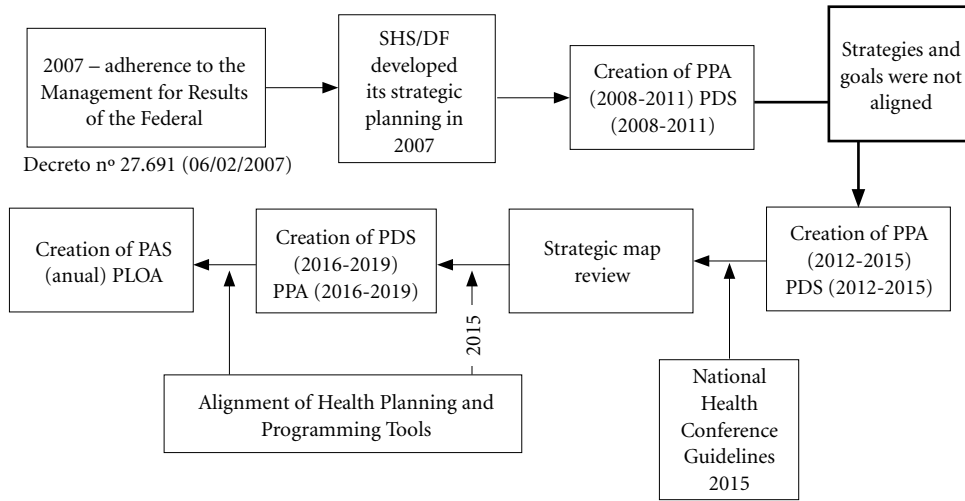 2007 – adherence to the
Management for Results
of the Federal
Decreto nº 27.691 (06/02/2007)
SHS/DF
developed
its strategic
planning in
2007
Creation of PPA
(2008-2011) PDS
(2008-2011)
Strategies and
goals were not
aligned
Creation of PPA
(2012-2015)
PDS (2012-2015)
Strategic map
review
Creation of PDS
(2016-2019)
PPA (2016-2019)
Creation of PAS
(anual) PLOA
2015
Alignment of Health Planning and
Programming Tools
National
Health
Conference
Guidelines
2015